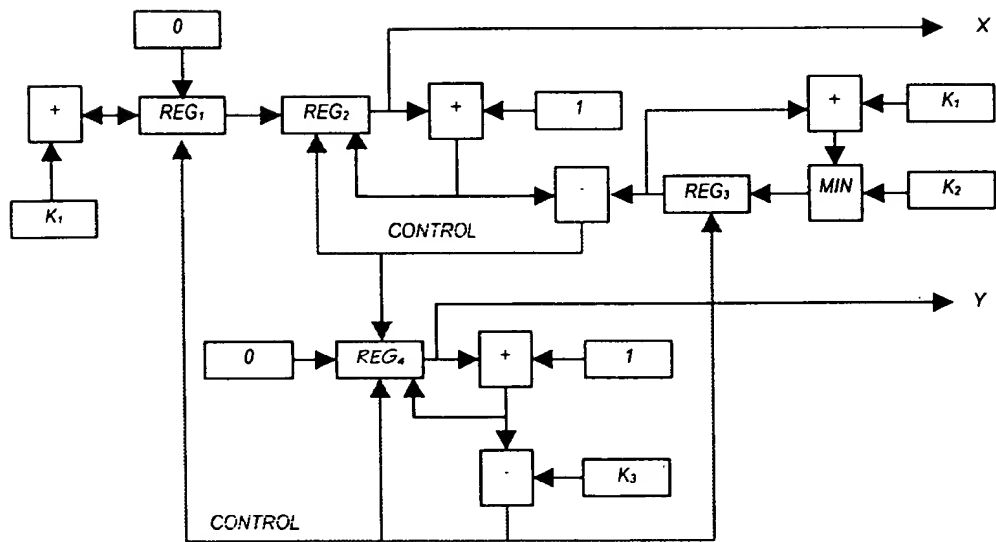 0
X
+
REG₁
REG₂
+
1
+
K₁
K₁
-
REG₃
MIN
K₂
CONTROL
Y
0
REG₄
+
1
-
K₃
CONTROL